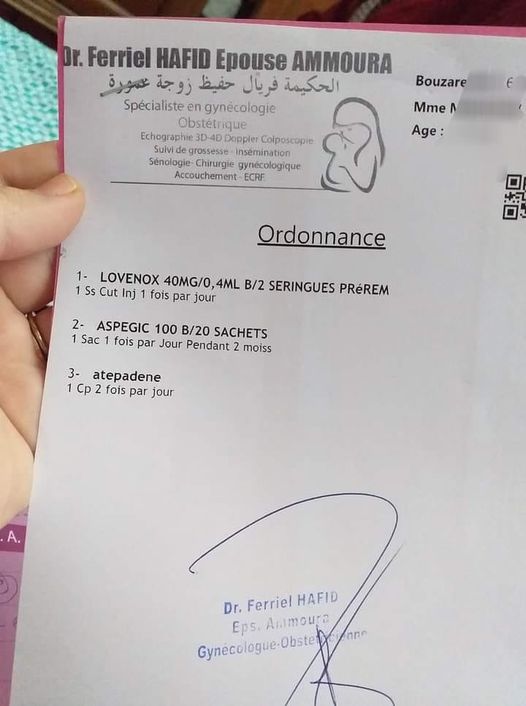 Dr. Ferriel HAFID Epouse AMMOURA
الحكيمة فريال حفيظ زوجة عمورة
Spécialiste en gynécologie
Obstétrique
Echographie 3D-4D Doppler Colposcopie
Suivi de grossesse - Insémination
Sénologie- Chirurgie gynécologique
Accouchement - ECRF
Bouzare
Mme
Age :
Ordonnance
1- LOVENOX 40MG/0,4ML B/2 SERINGUES PRéREM
1 Ss Cut Inj 1 fois par jour
2- ASPEGIC 100 B/20 SACHETS
1 Sac 1 fois par Jour Pendant 2 moiss
3- atepadene
1 Cp 2 fois par jour
. A.
Dr. Ferriel HAFID
Eps. Ammoura
Gynécologue-Obstétricienne